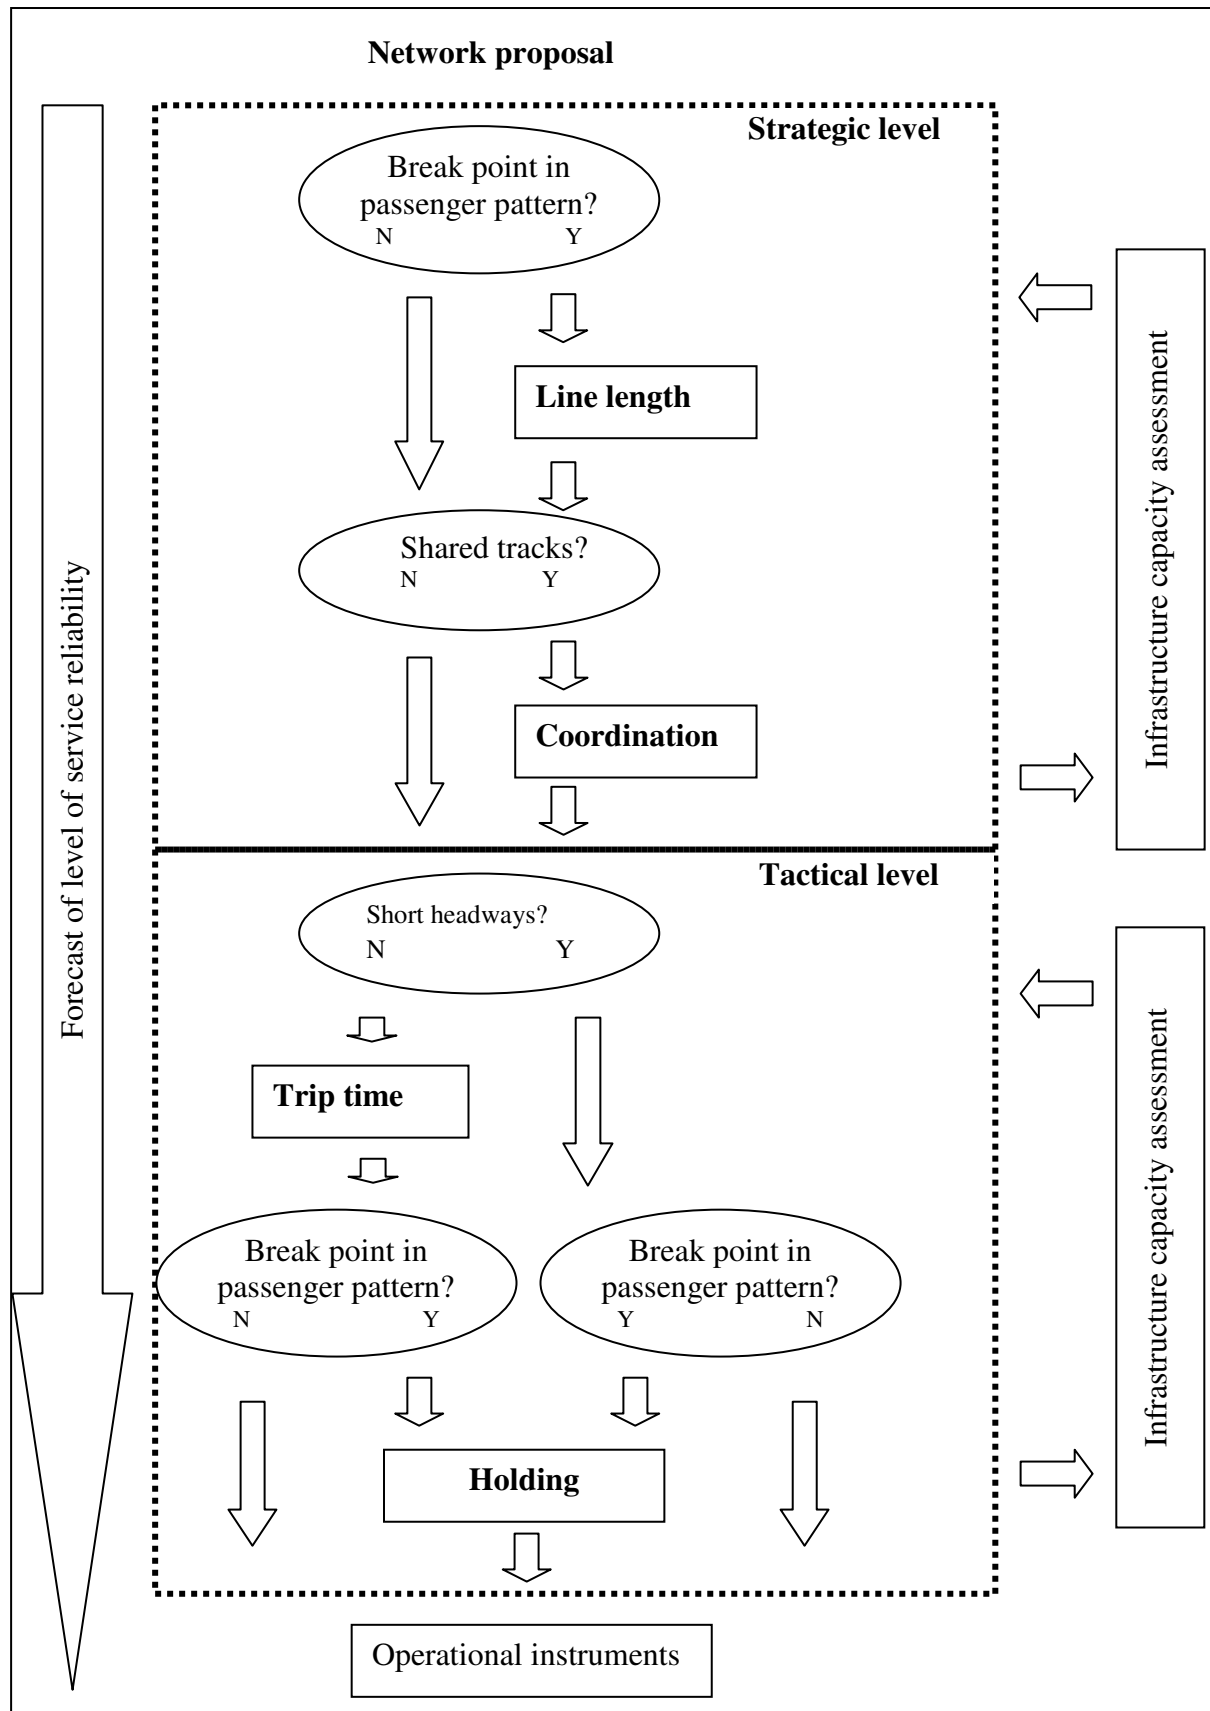 Network proposal
Strategic level
Break point in
passenger pattern?
N Y
Line length
Shared tracks?
N Y
Coordination
Infrastructure capacity assessment
Forecast of level of service reliability
Tactical level
Short headways?
N Y
Trip time
Break point in
passenger pattern?
N Y
Break point in
passenger pattern?
Y N
Holding
Infrastructure capacity assessment
Operational instruments